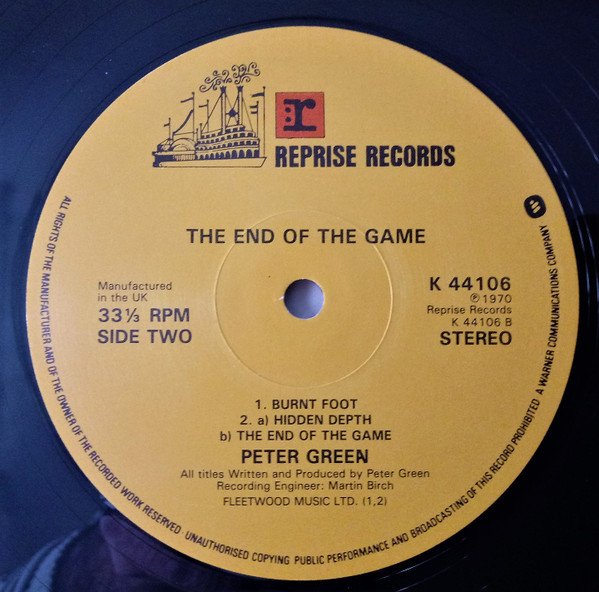 r:
REPRISE RECORDS
THE END OF THE GAME
Manufactured
in the UK
33⅓ RPM
SIDE TWO
K 44106
℗ 1970
Reprise Records
K 44106 B
STEREO
1. BURNT FOOT
2. a) HIDDEN DEPTH
b) THE END OF THE GAME
PETER GREEN
All titles Written and Produced by Peter Green
Recording Engineer: Martin Birch
FLEETWOOD MUSIC LTD. (1,2)
ALL RIGHTS OF THE MANUFACTURER AND OF THE OWNER OF THE RECORDED WORK RESERVED. UNAUTHORISED COPYING PUBLIC PERFORMANCE AND BROADCASTING OF THIS RECORD PROHIBITED A WARNER COMMUNICATIONS COMPANY